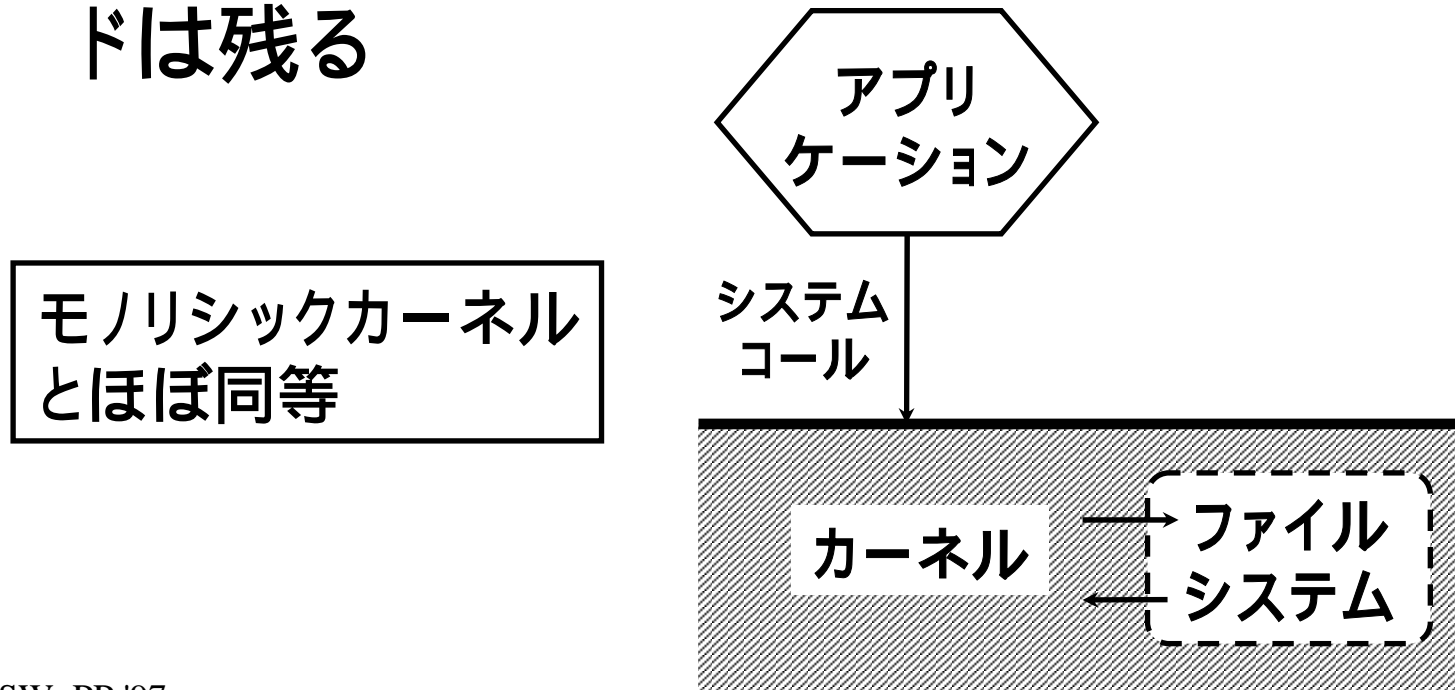 ドは残る
アプリ
ケーション
システム
コール
モノリシックカーネル
とほぼ同等
カーネル
ファイル
システム